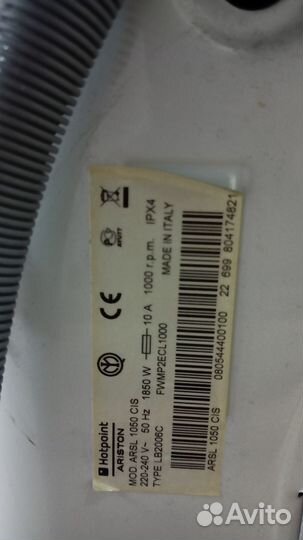 Hotpoint
ARISTON
MOD. ARSL 1050 CIS
220-240 V~ 50 Hz 1850 W 10 A 1000 r.p.m. IPX4
TYPE LB2006C
FWMP2ECL1000
MADE IN ITALY
CE
080544400100 22 699 804174821
ARSL 1050 CIS
Avito